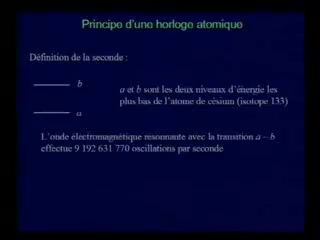 Principe d'une horloge atomique
Définition de la seconde :
b
a et b sont les deux niveaux d'énergie les
plus bas de l'atome de césium (isotope 133)
a
L'onde électromagnétique résonnante avec la transition a – b
effectue 9 192 631 770 oscillations par seconde